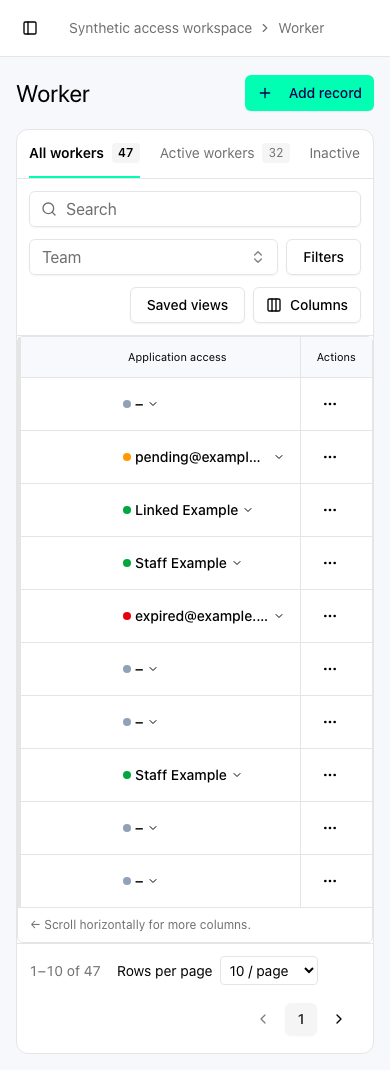 Synthetic access workspace > Worker
Worker
+ Add record
All workers 47 Active workers 32 Inactive
Search
Team
Filters
Saved views
Columns
Application access Actions
– ...
pending@exampl... ...
Linked Example ...
Staff Example ...
expired@example.... ...
– ...
– ...
Staff Example ...
– ...
– ...
← Scroll horizontally for more columns.
1–10 of 47 Rows per page 10 / page
< 1 >